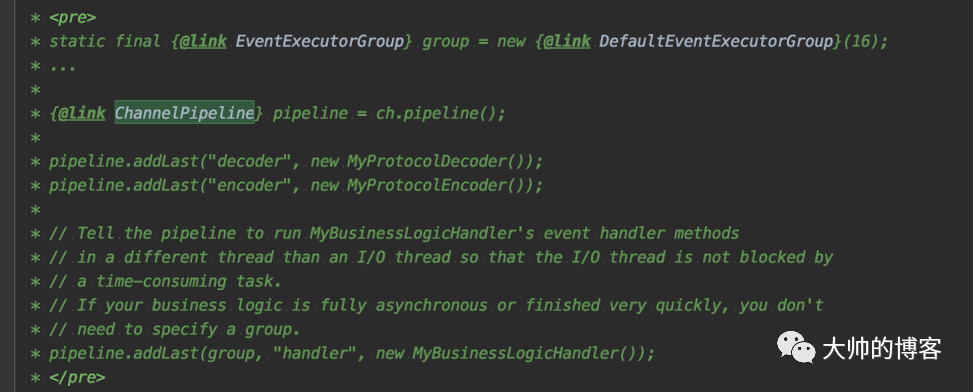 * <pre>
* static final {@link EventExecutorGroup} group = new {@link DefaultEventExecutorGroup}(16);
* ...
*
* {@link ChannelPipeline} pipeline = ch.pipeline();
*
* pipeline.addLast("decoder", new MyProtocolDecoder());
* pipeline.addLast("encoder", new MyProtocolEncoder());
*
* // Tell the pipeline to run MyBusinessLogicHandler's event handler methods
* // in a different thread than an I/O thread so that the I/O thread is not blocked by
* // a time-consuming task.
* // If your business logic is fully asynchronous or finished very quickly, you don't
* // need to specify a group.
* pipeline.addLast(group, "handler", new MyBusinessLogicHandler());
* </pre>
大帅的博客